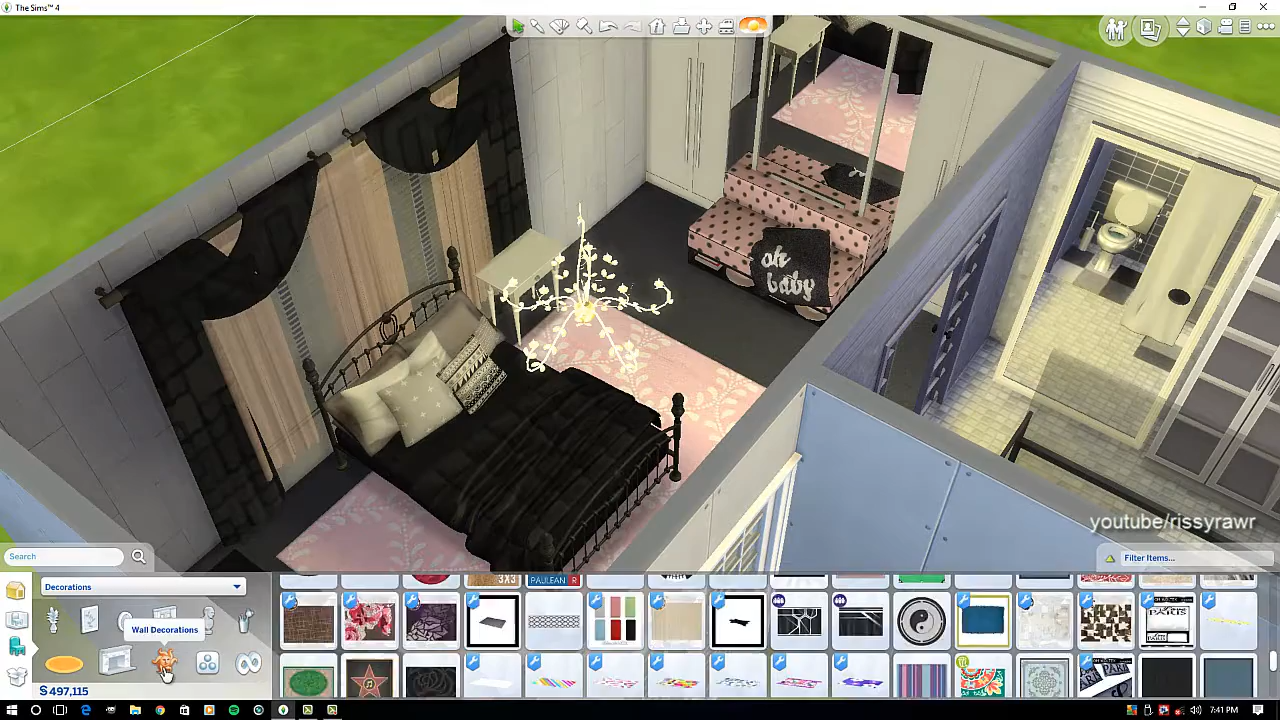 The Sims™ 4
oh
baby
youtube/rissyrawr
Search
Filter Items...
Decorations
Wall Decorations
3X3
PAULEAN R
PARIS
§497,115
7:41 PM